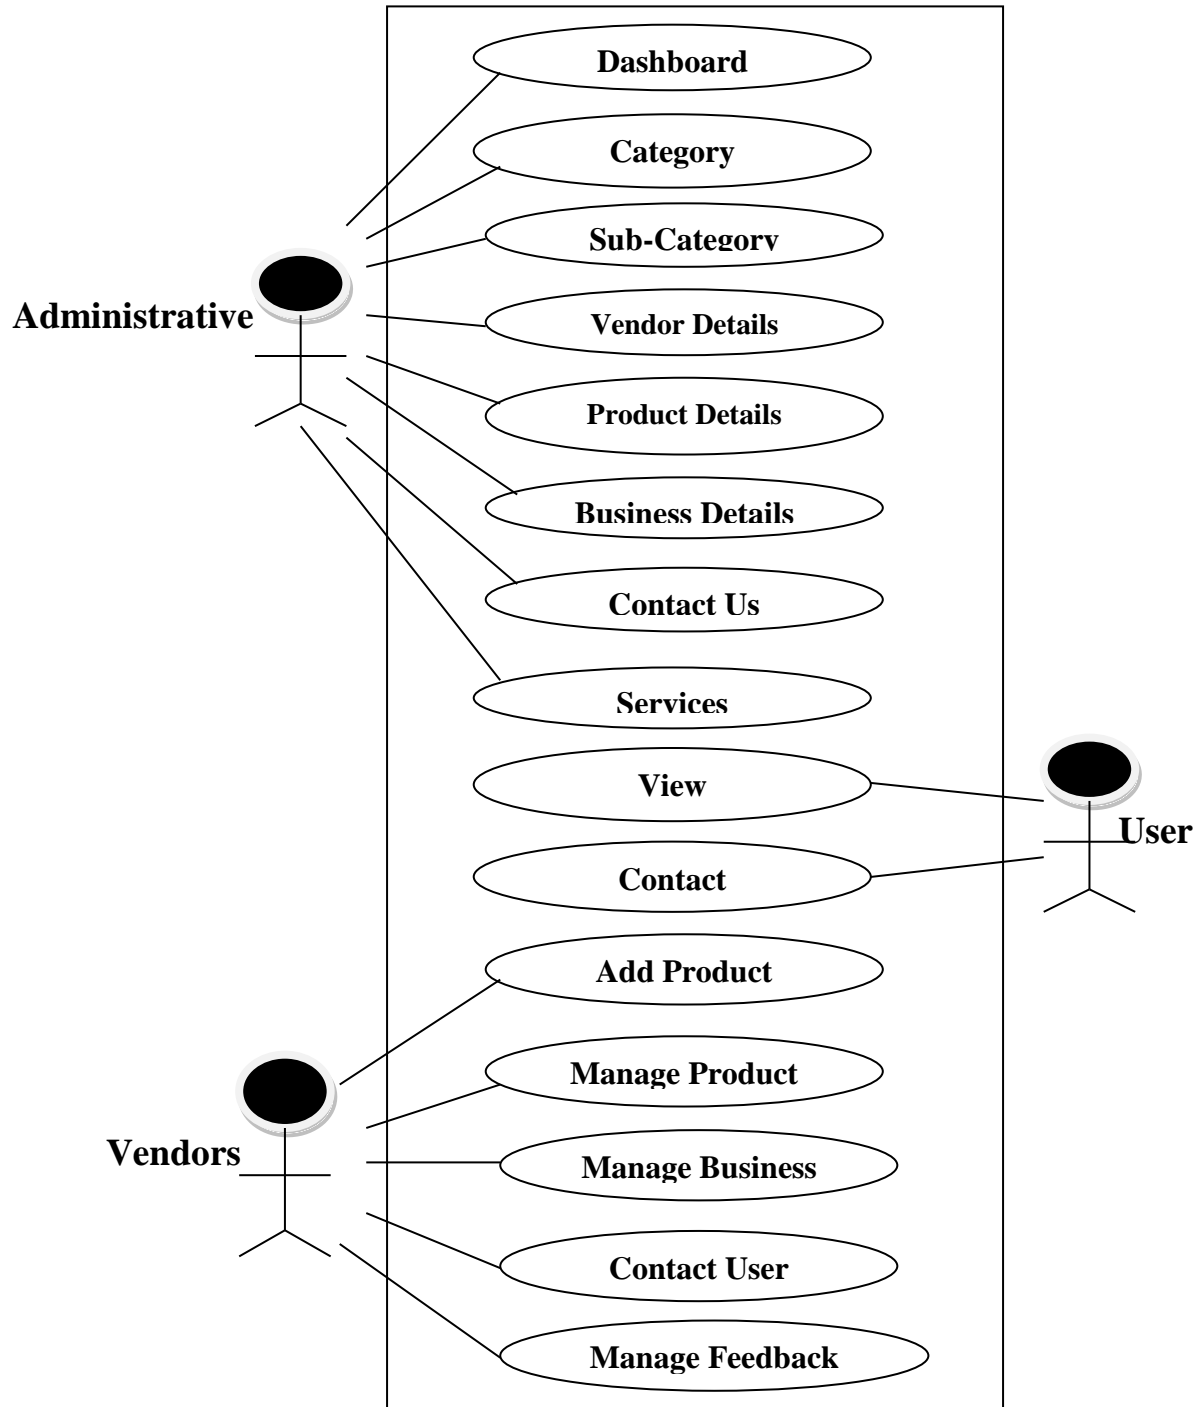 Dashboard
Category
Sub-Category
Administrative
Vendor Details
Product Details
Business Details
Contact Us
Services
View
User
Contact
Add Product
Manage Product
Vendors
Manage Business
Contact User
Manage Feedback